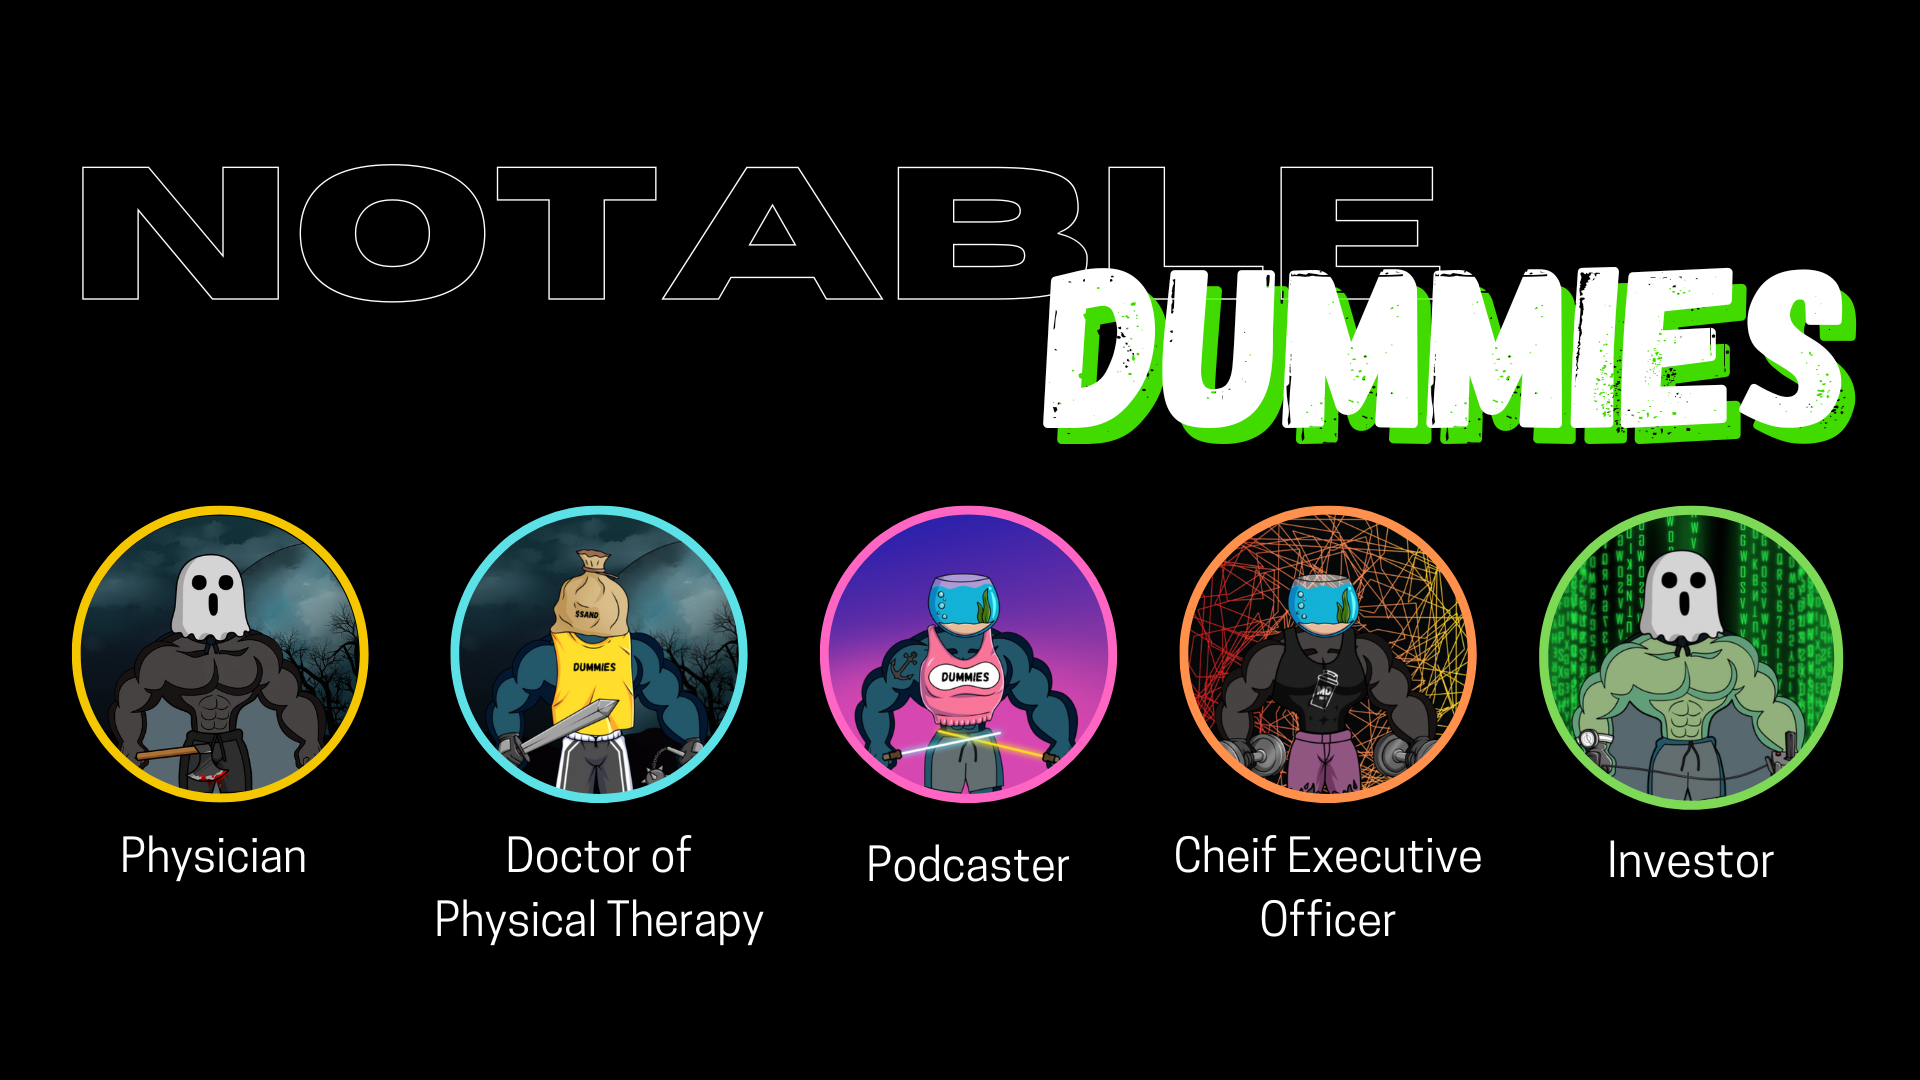 NOTABLE
DUMMIES
$SAND
DUMMIES
DUMMIES
Physician
Doctor of
Physical Therapy
Podcaster
Cheif Executive
Officer
Investor